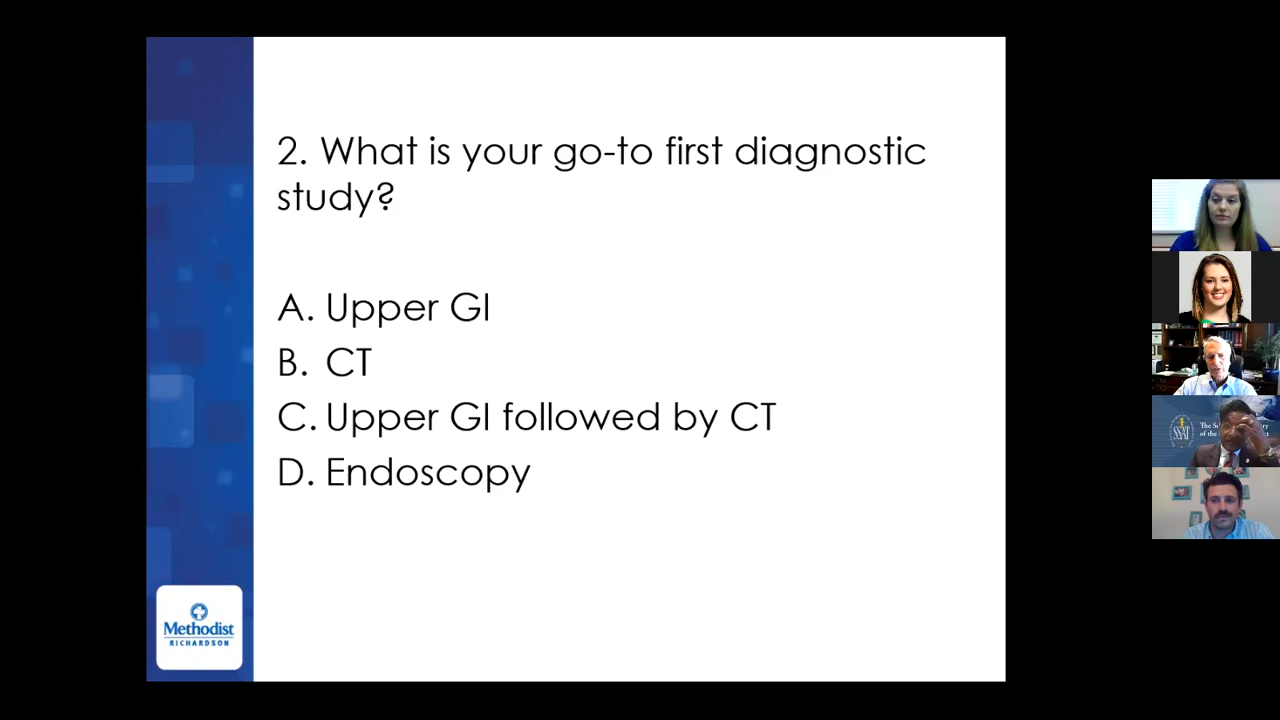 2. What is your go-to first diagnostic
study?
A. Upper GI
B. CT
C. Upper GI followed by CT
D. Endoscopy
Methodist
RICHARDSON
SSAT